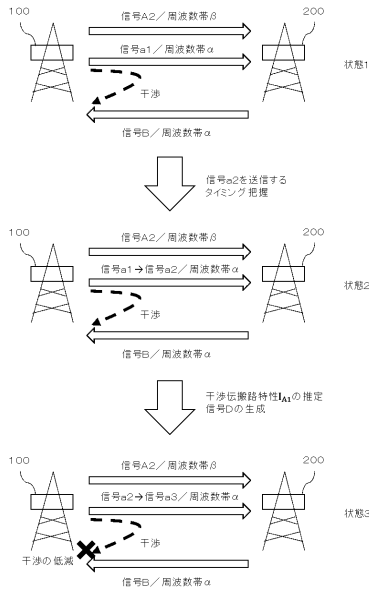 100
200
信号A2／周波数帯β
信号a1／周波数帯α
干渉
信号B／周波数帯α
状態1
信号a2を送信する
タイミング把握
100
200
信号A2／周波数帯β
信号a1→信号a2／周波数帯α
干渉
信号B／周波数帯α
状態2
干渉伝搬路特性IA1の推定
信号Dの生成
100
200
信号A2／周波数帯β
信号a2→信号a3／周波数帯α
干渉
干渉の低減
信号B／周波数帯α
状態3